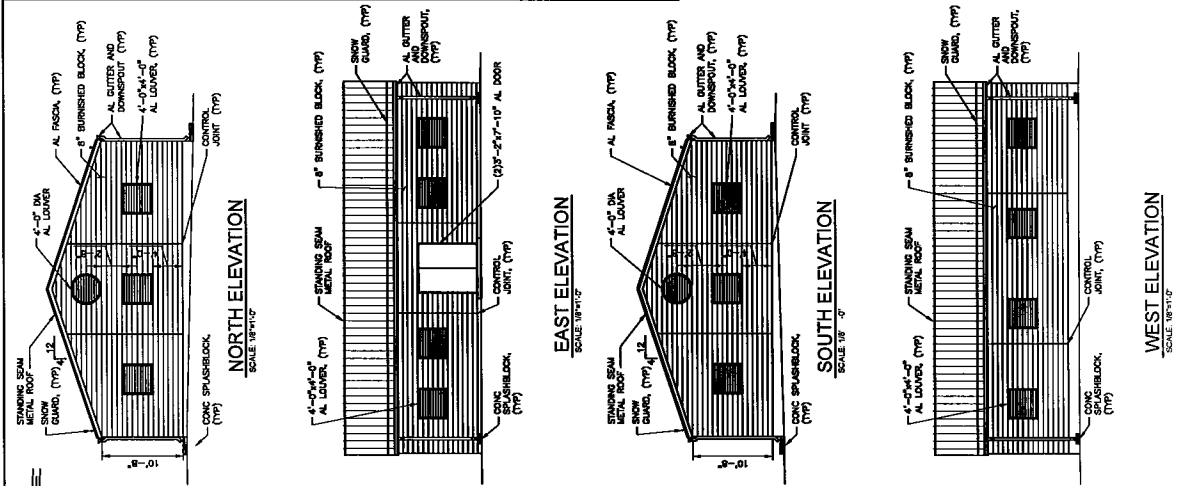 AL FASCIA, (TYP)
8" BURNISHED BLOCK, (TYP)
AL GUTTER AND
DOWNSPOUT, (TYP)
4'-0"x4'-0"
AL LOUVER, (TYP)
4'-0" DIA
AL LOUVER
STANDING SEAM
METAL ROOF
SNOW
GUARD, (TYP)
12
4
10'-8"
CONTROL
JOINT (TYP)
CONC SPLASHBLOCK,
(TYP)
NORTH ELEVATION
SCALE: 1/8"=1'-0"
STANDING SEAM
METAL ROOF
8" BURNISHED BLOCK, (TYP)
SNOW
GUARD, (TYP)
AL GUTTER
AND
DOWNSPOUT,
(TYP)
4'-0"x4'-0"
AL LOUVER, (TYP)
(2)3'-2"x7'-10" AL DOOR
CONC
SPLASHBLOCK,
(TYP)
CONTROL
JOINT, (TYP)
EAST ELEVATION
SCALE: 1/8"=1'-0"
AL FASCIA, (TYP)
8" BURNISHED BLOCK, (TYP)
AL GUTTER AND
DOWNSPOUT, (TYP)
4'-0"x4'-0"
AL LOUVER, (TYP)
4'-0" DIA
AL LOUVER
STANDING SEAM
METAL ROOF
SNOW
GUARD, (TYP)
12
4
10'-8"
CONTROL
JOINT (TYP)
CONC SPLASHBLOCK,
(TYP)
SOUTH ELEVATION
SCALE: 1/8" -0"
STANDING SEAM
METAL ROOF
8" BURNISHED BLOCK, (TYP)
SNOW
GUARD, (TYP)
AL GUTTER
AND
DOWNSPOUT,
(TYP)
4'-0"x4'-0"
AL LOUVER, (TYP)
CONC
SPLASHBLOCK,
(TYP)
CONTROL
JOINT, (TYP)
WEST ELEVATION
SCALE: 1/8"=1'-0"